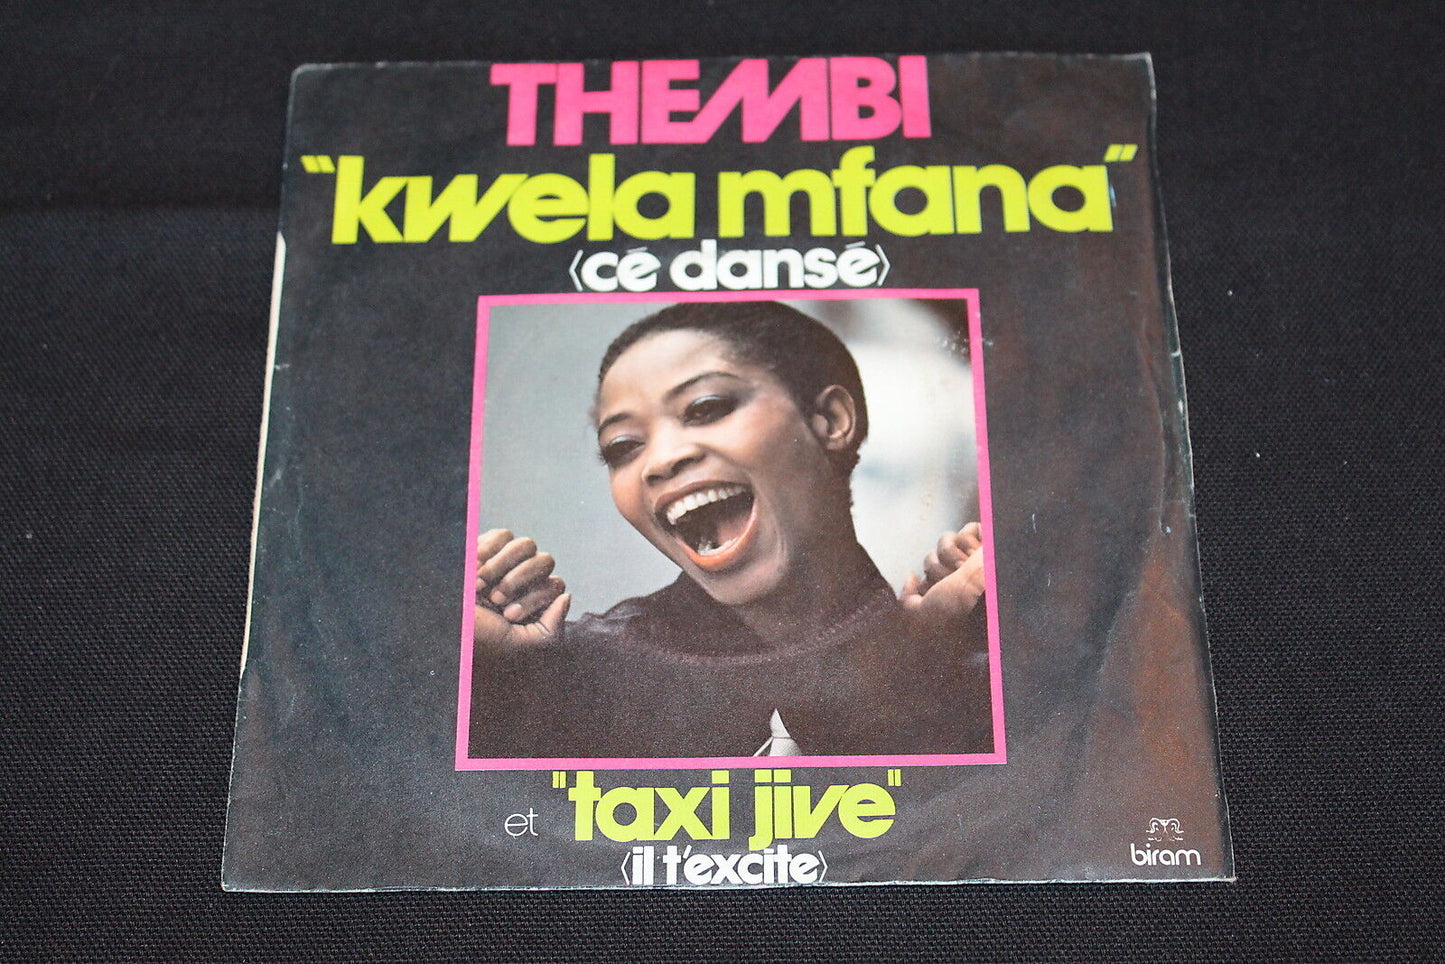 THEMBI
"kwela mfana"
(cé dansé)
et "taxi jive"
(il t'excite)
biram